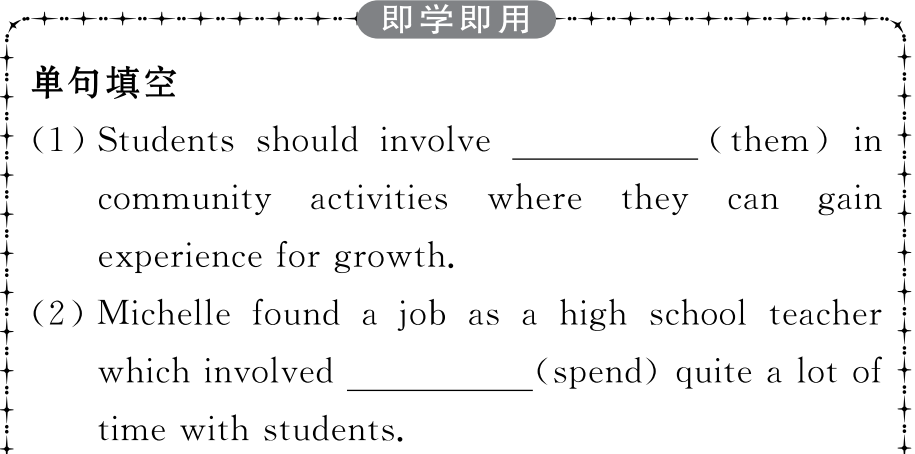 即学即用
单句填空
(1) Students should involve __________ (them) in
community activities where they can gain
experience for growth.
(2) Michelle found a job as a high school teacher
which involved __________ (spend) quite a lot of
time with students.